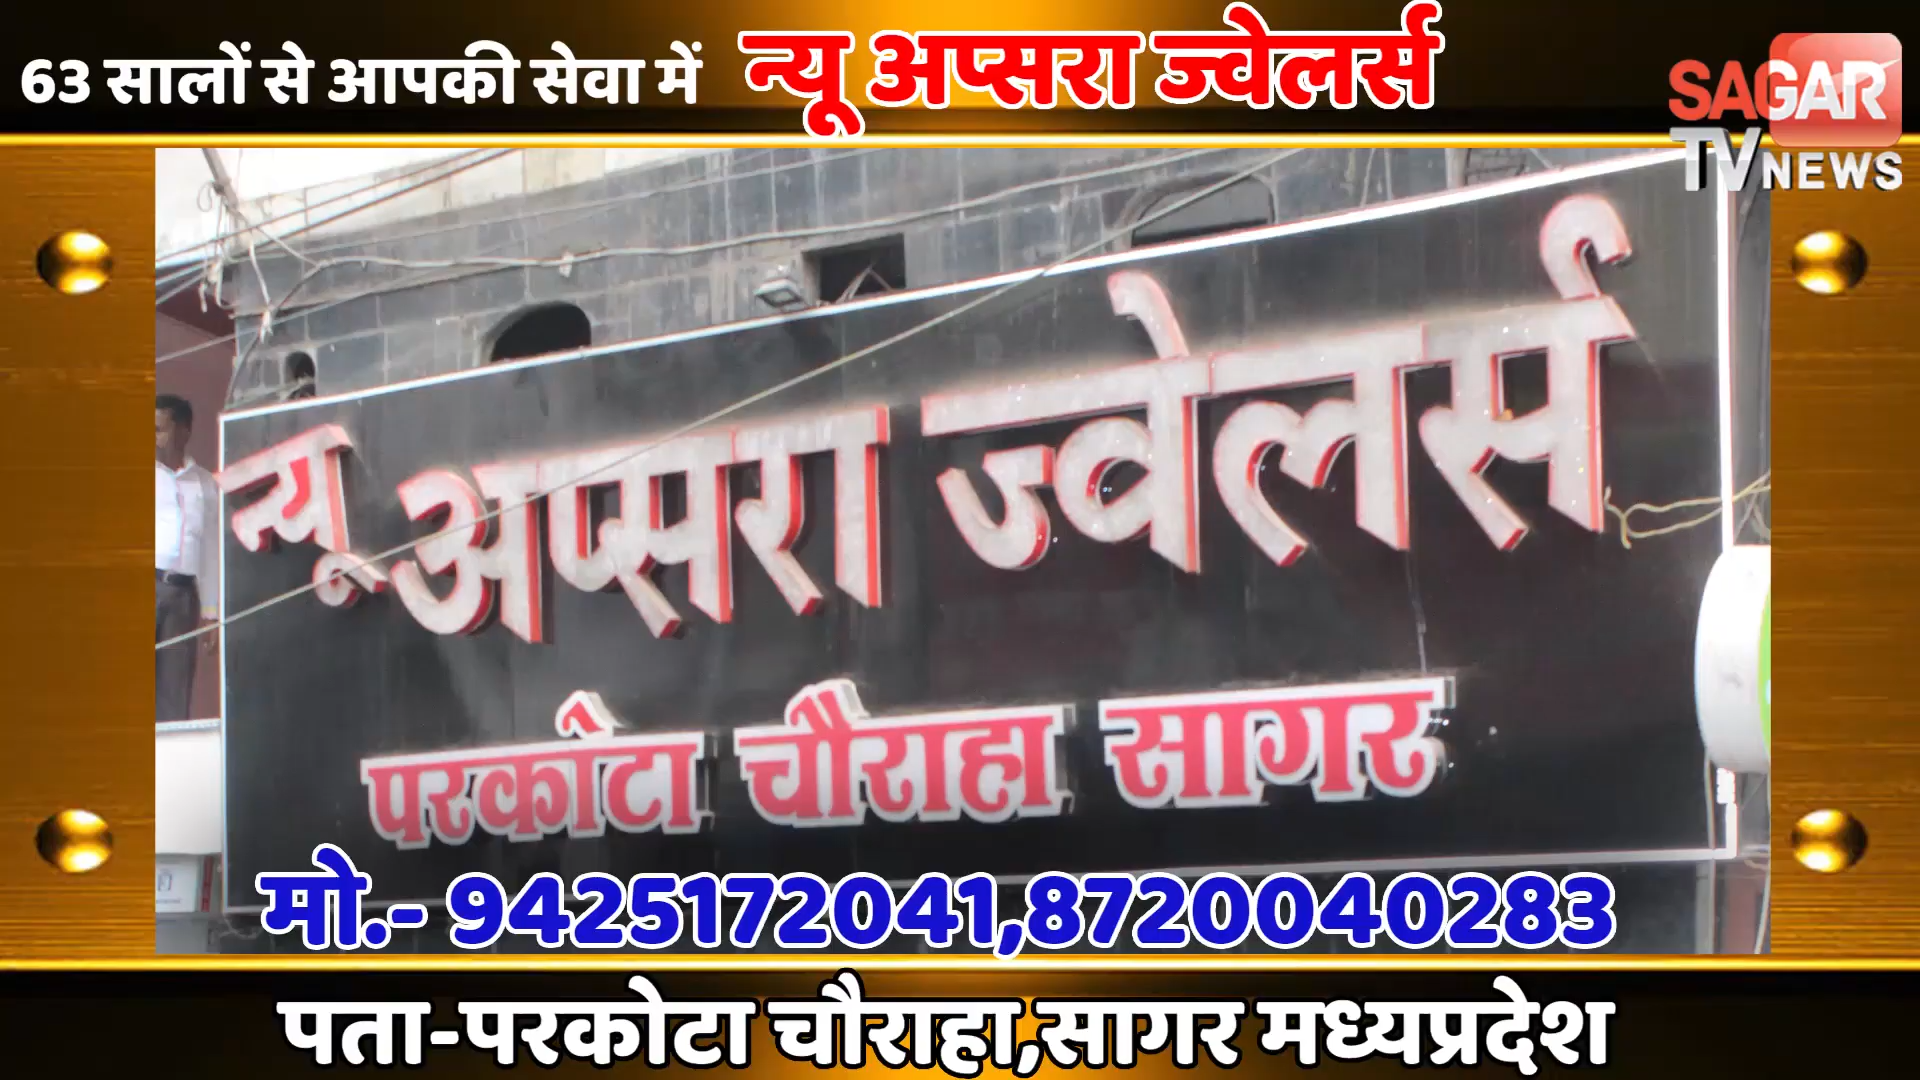 63 सालों से आपकी सेवा में न्यू अप्सरा ज्वेलर्स
SAGAR
TV NEWS
न्यू अप्सरा ज्वेलर्स
परकोटा चौराहा सागर
मो.- 9425172041,8720040283
पता-परकोटा चौराहा,सागर मध्यप्रदेश